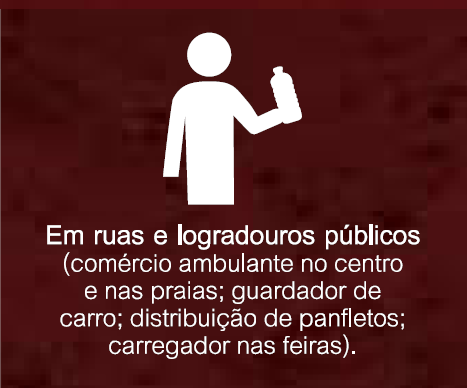 Em ruas e logradouros públicos
(comércio ambulante no centro
e nas praias; guardador de
carro; distribuição de panfletos;
carregador nas feiras).